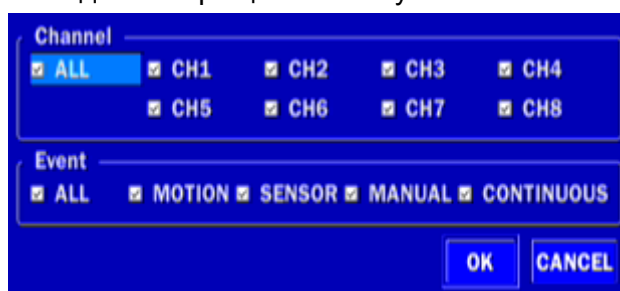 Channel
ALL CH1 CH2 CH3 CH4
CH5 CH6 CH7 CH8
Event
ALL MOTION SENSOR MANUAL CONTINUOUS
OK CANCEL